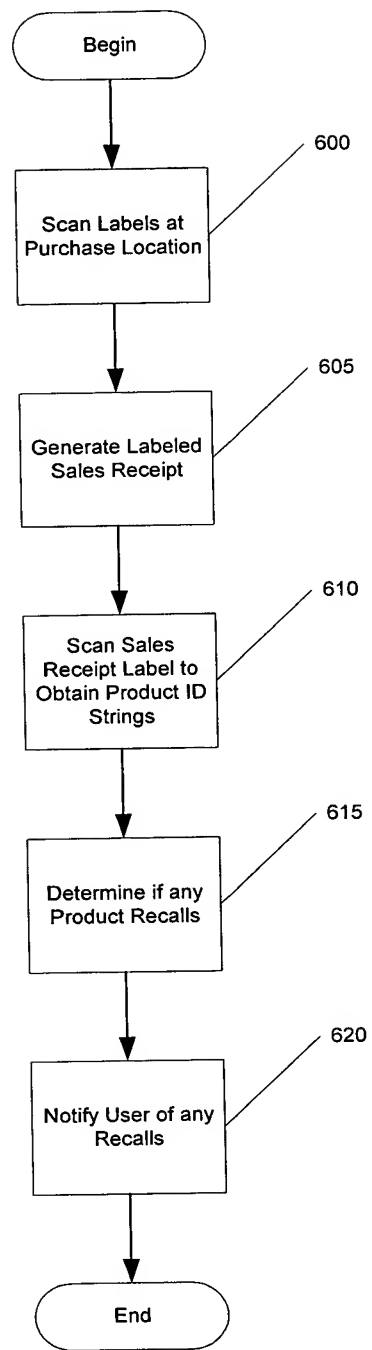 Begin
600
Scan Labels at
Purchase Location
605
Generate Labeled
Sales Receipt
610
Scan Sales
Receipt Label to
Obtain Product ID
Strings
615
Determine if any
Product Recalls
620
Notify User of any
Recalls
End